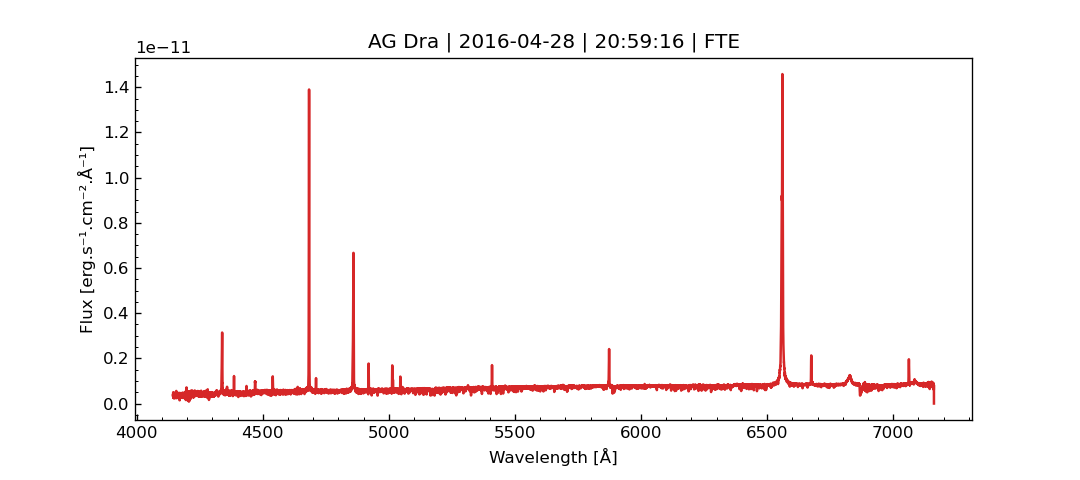 AG Dra | 2016-04-28 | 20:59:16 | FTE
1e−11
1.4
1.2
1.0
0.8
0.6
0.4
0.2
0.0
Flux [erg.s⁻¹.cm⁻².Å⁻¹]
4000 4500 5000 5500 6000 6500 7000
Wavelength [Å]